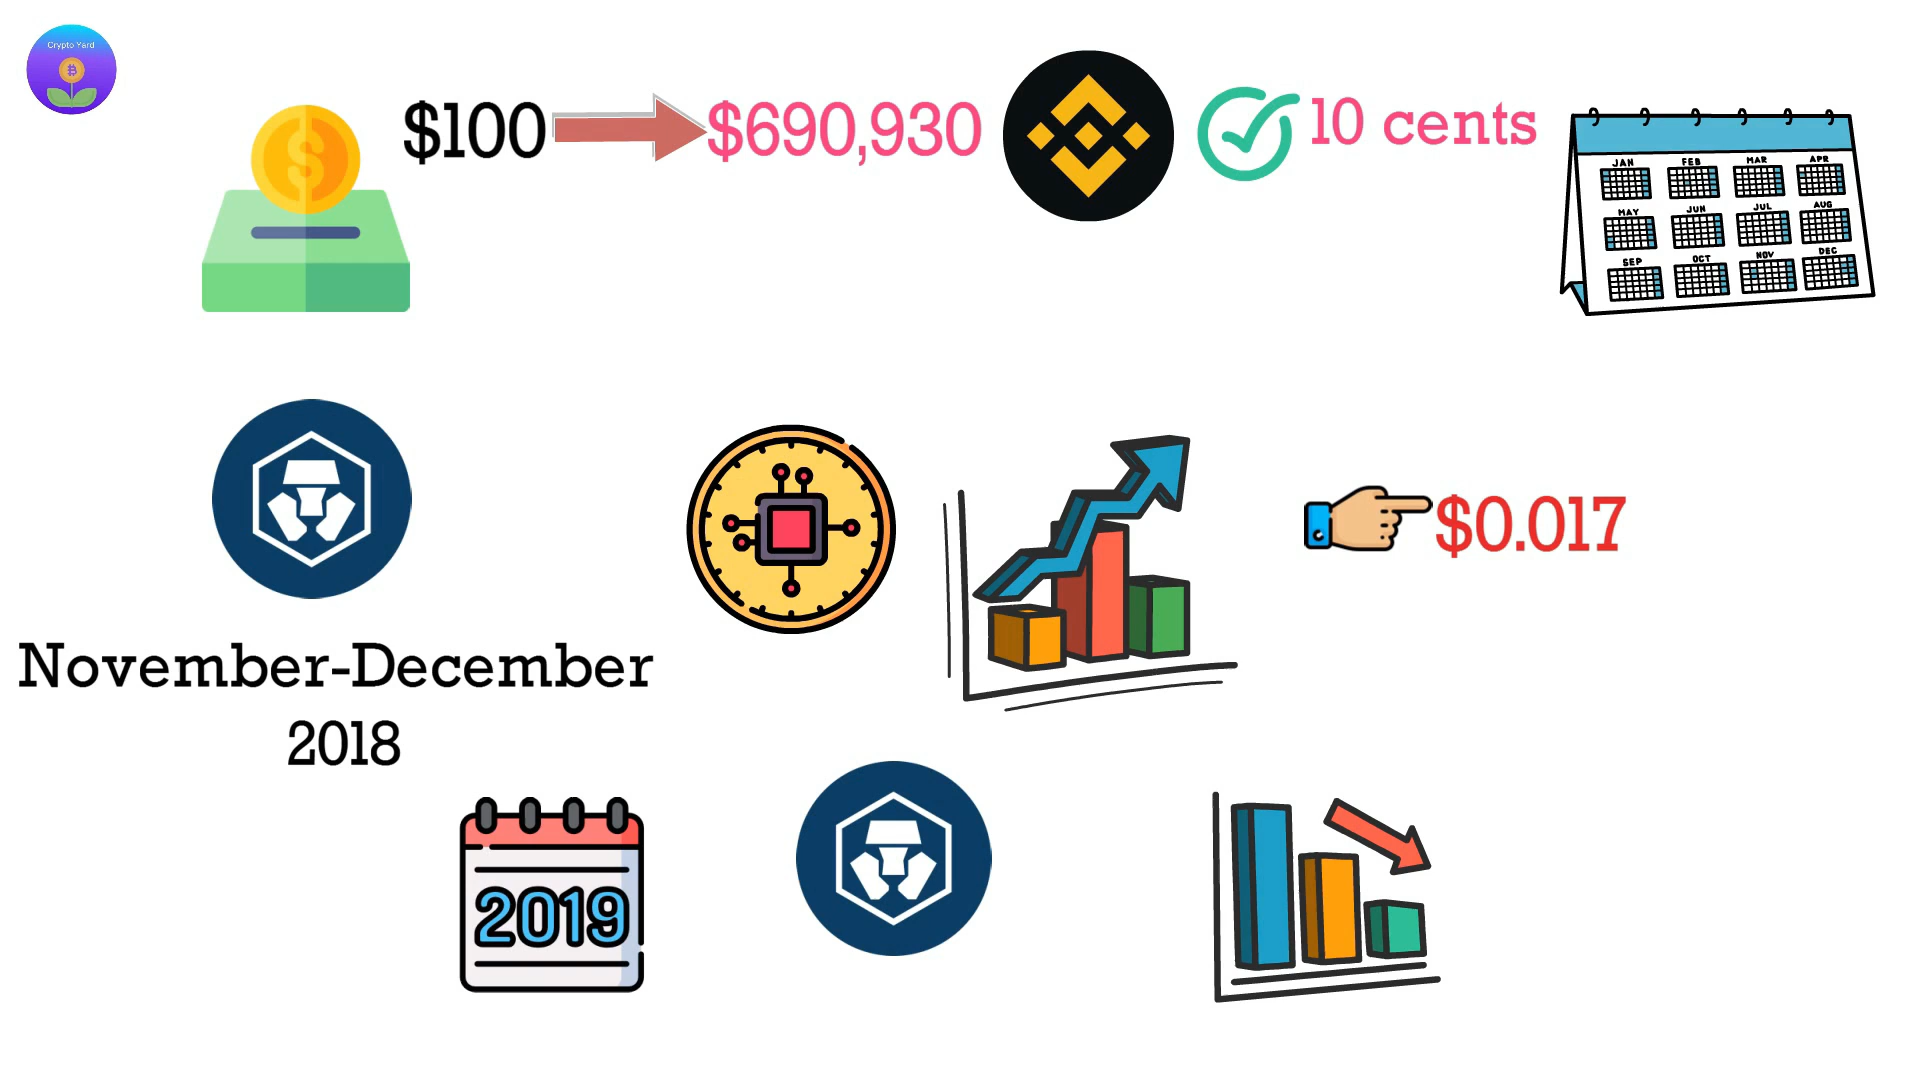 Crypto Yard
$100
$690,930
10 cents
JAN FEB MAR APR
MAY JUN JUL AUG
SEP OCT NOV DEC
$0.017
November-December
2018
2019